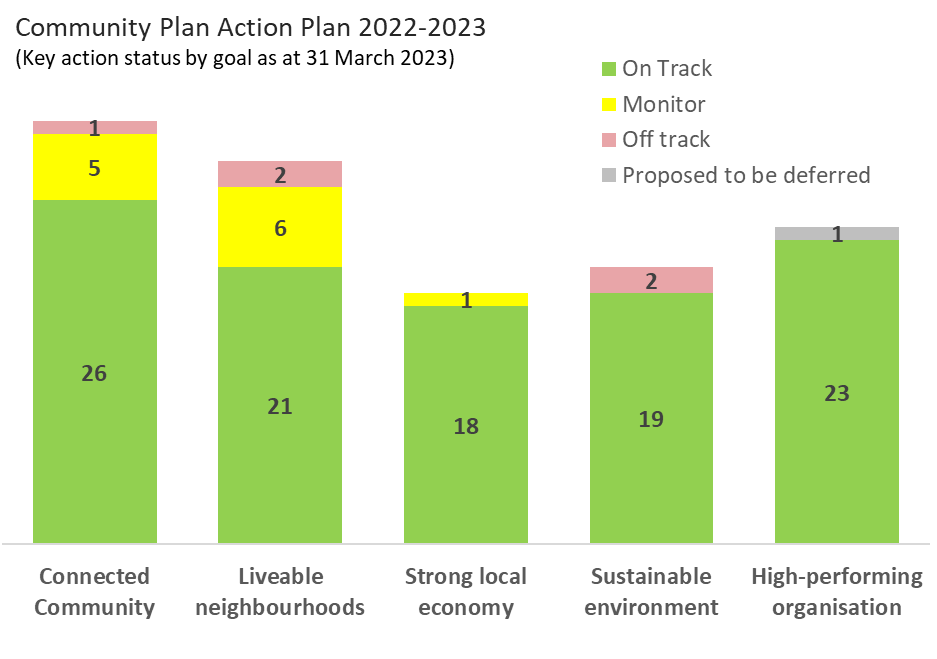 Community Plan Action Plan 2022-2023
(Key action status by goal as at 31 March 2023)
On Track
Monitor
Off track
Proposed to be deferred
1
5
26
2
6
21
1
18
2
19
1
23
Connected
Community
Liveable
neighbourhoods
Strong local
economy
Sustainable
environment
High-performing
organisation